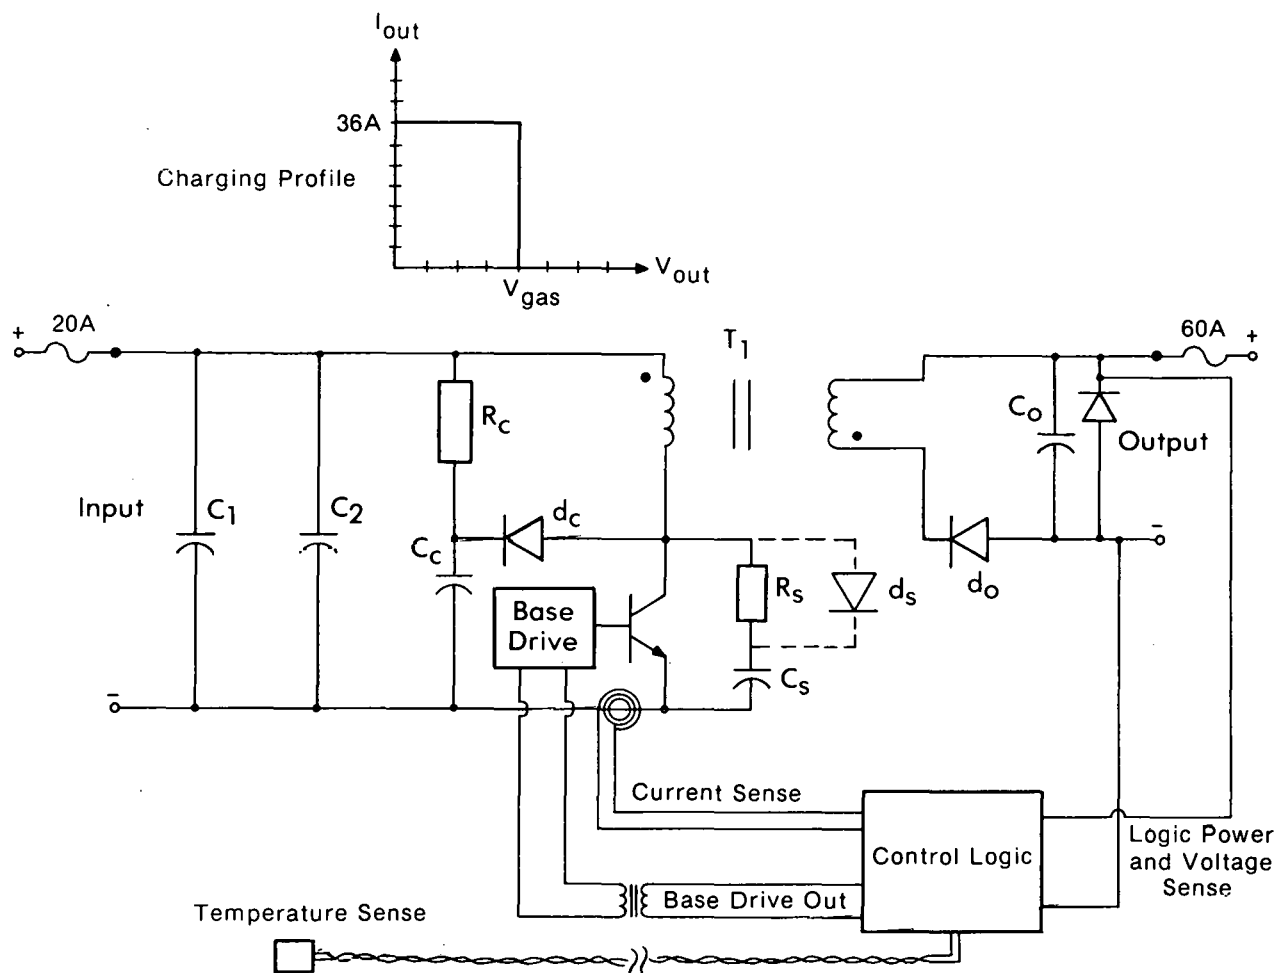 Iout
36A
Charging Profile
Vout
Vgas
+
20A
T1
60A
+
Rc
Co
Output
Input
C1
C2
dc
Cc
-
do
Rs
ds
Base
Drive
Cs
-
Current Sense
Control Logic
Logic Power
and Voltage
Sense
Base Drive Out
Temperature Sense